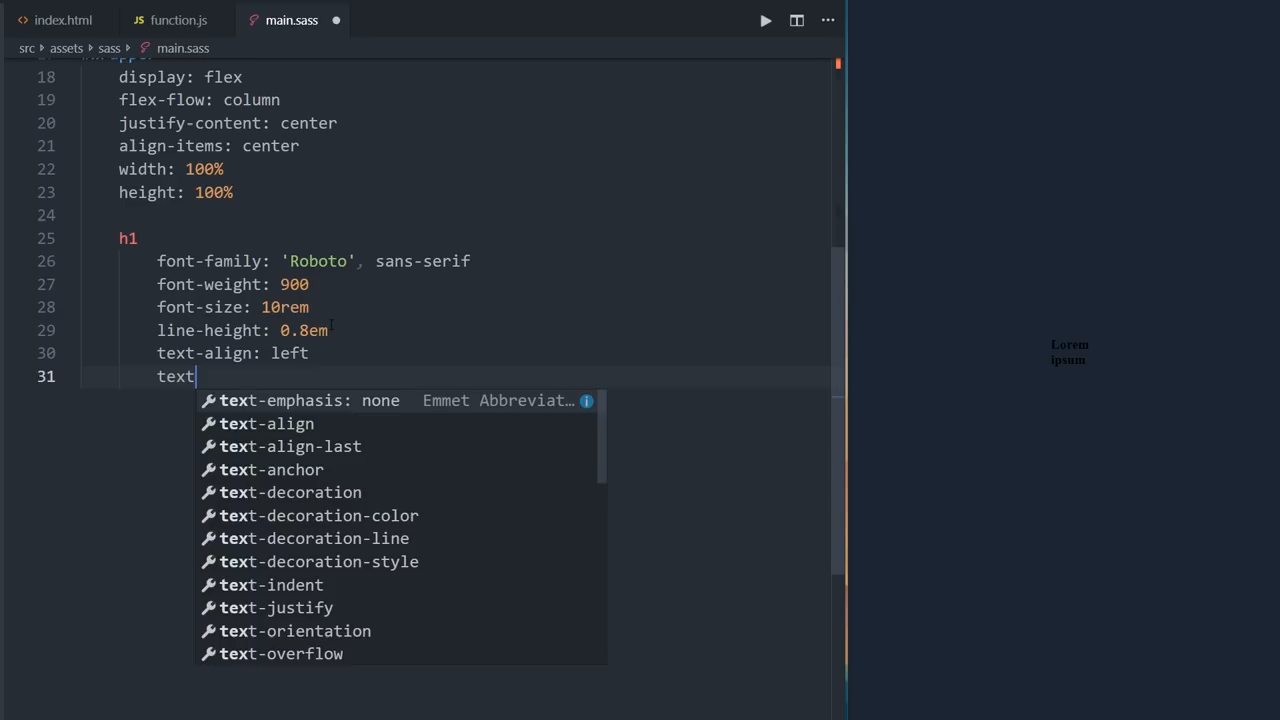 index.html
JS function.js
main.sass
src assets sass main.sass
18 display: flex
19 flex-flow: column
20 justify-content: center
21 align-items: center
22 width: 100%
23 height: 100%
24
25 h1
26 font-family: 'Roboto', sans-serif
27 font-weight: 900
28 font-size: 10rem
29 line-height: 0.8em
30 text-align: left
31 text
text-emphasis: none Emmet Abbreviat…
text-align
text-align-last
text-anchor
text-decoration
text-decoration-color
text-decoration-line
text-decoration-style
text-indent
text-justify
text-orientation
text-overflow
Lorem
ipsum